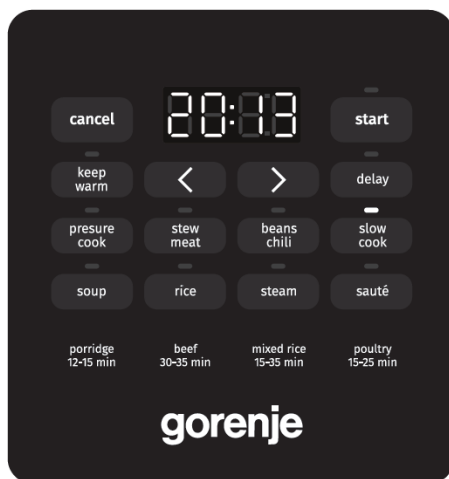 20:13
cancel
start
keep
warm
<
>
delay
presure
cook
stew
meat
beans
chili
slow
cook
soup
rice
steam
sauté
porridge
12-15 min
beef
30-35 min
mixed rice
15-35 min
poultry
15-25 min
gorenje